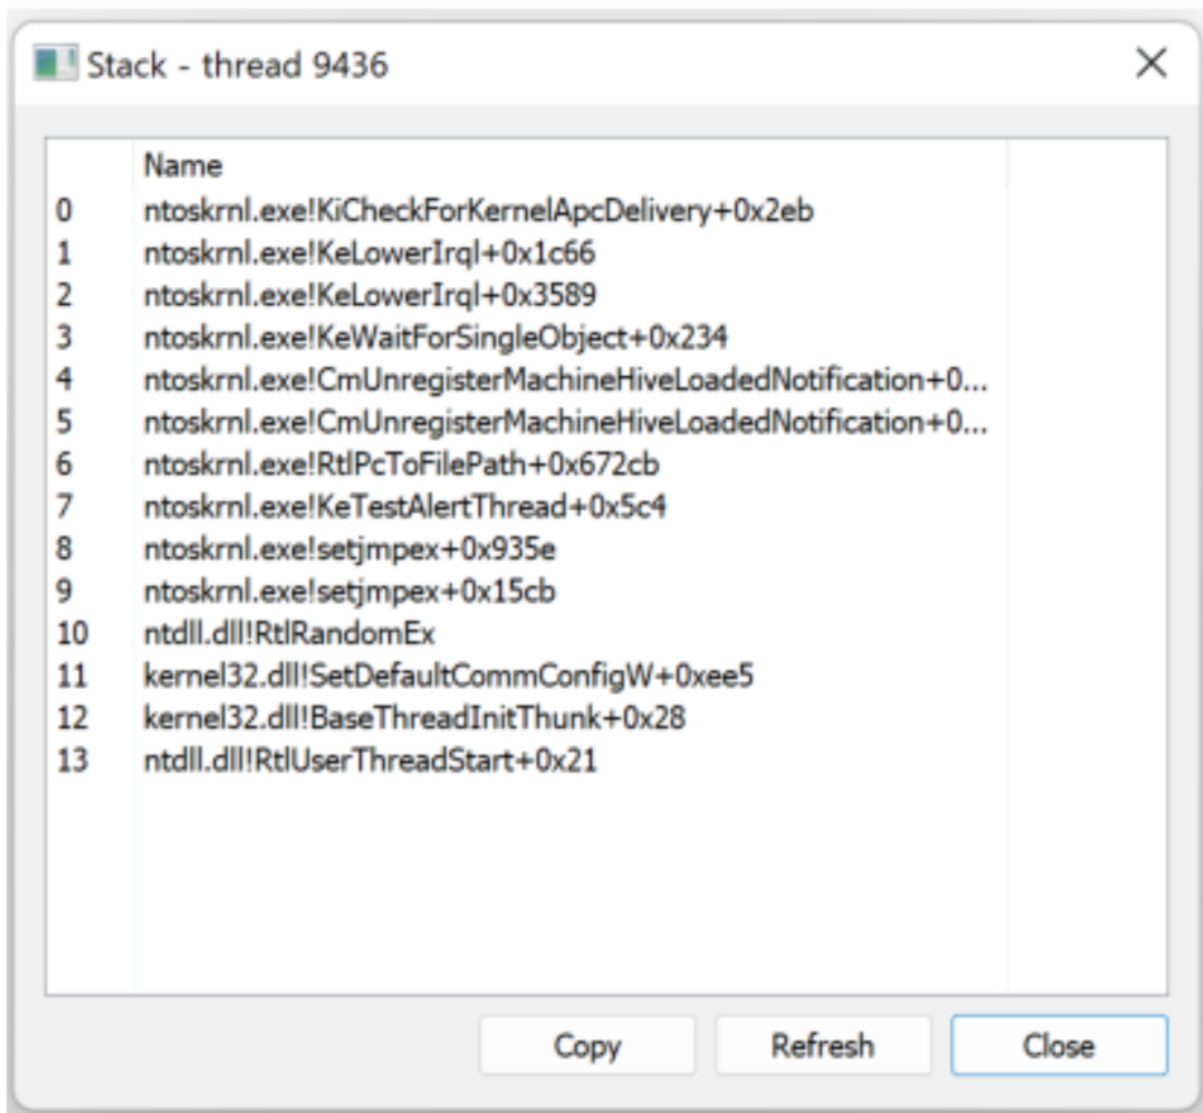 Stack - thread 9436
Name
0 ntoskrnl.exe!KiCheckForKernelApcDelivery+0x2eb
1 ntoskrnl.exe!KeLowerIrql+0x1c66
2 ntoskrnl.exe!KeLowerIrql+0x3589
3 ntoskrnl.exe!KeWaitForSingleObject+0x234
4 ntoskrnl.exe!CmUnregisterMachineHiveLoadedNotification+0...
5 ntoskrnl.exe!CmUnregisterMachineHiveLoadedNotification+0...
6 ntoskrnl.exe!RtlPcToFilePath+0x672cb
7 ntoskrnl.exe!KeTestAlertThread+0x5c4
8 ntoskrnl.exe!setjmpex+0x935e
9 ntoskrnl.exe!setjmpex+0x15cb
10 ntdll.dll!RtlRandomEx
11 kernel32.dll!SetDefaultCommConfigW+0xee5
12 kernel32.dll!BaseThreadInitThunk+0x28
13 ntdll.dll!RtlUserThreadStart+0x21
Copy Refresh Close